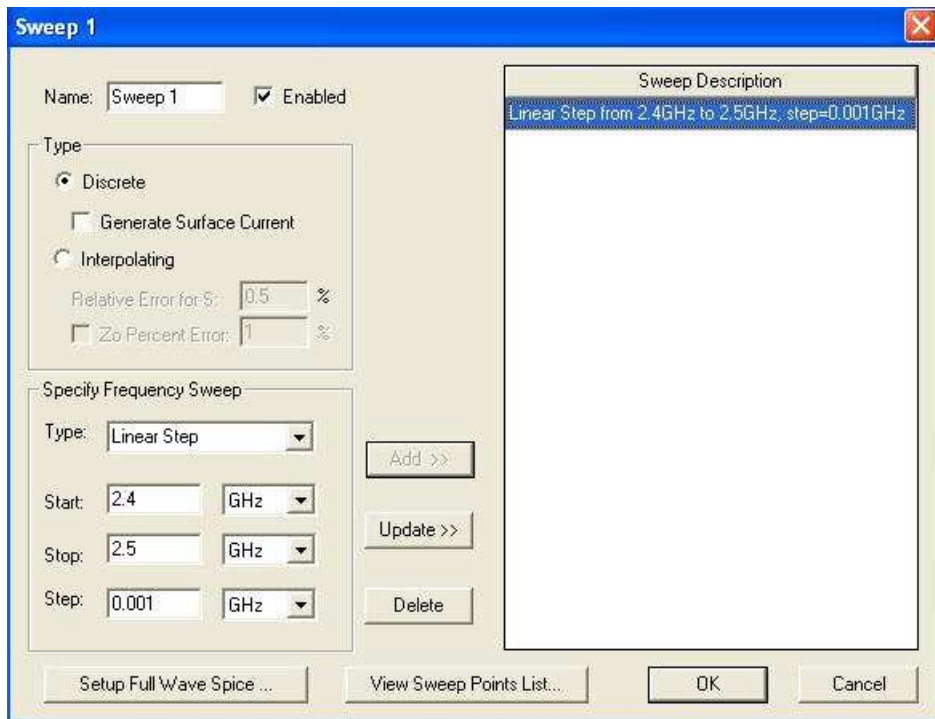 Sweep 1
Name: Sweep 1 Enabled
Type
Discrete
Generate Surface Current
Interpolating
Relative Error for S: 0.5 %
Zo Percent Error: 1 %
Specify Frequency Sweep
Type: Linear Step
Start: 2.4 GHz
Stop: 2.5 GHz
Step: 0.001 GHz
Add >>
Update >>
Delete
Sweep Description
Linear Step from 2.4GHz to 2.5GHz, step=0.001GHz
Setup Full Wave Spice ... View Sweep Points List... OK Cancel